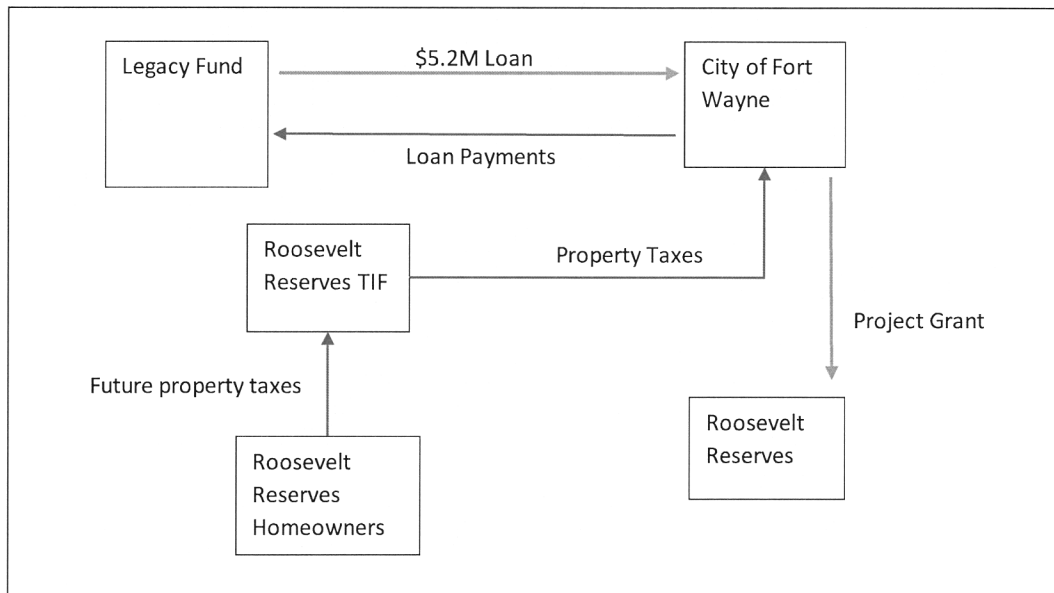 Legacy Fund
$5.2M Loan
City of Fort
Wayne
Loan Payments
Roosevelt
Reserves TIF
Property Taxes
Project Grant
Future property taxes
Roosevelt
Reserves
Roosevelt
Reserves
Homeowners